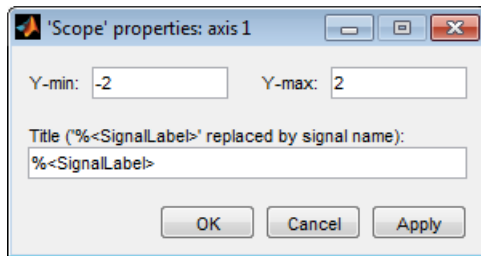 'Scope' properties: axis 1
Y-min: -2 Y-max: 2
Title ('%<SignalLabel>' replaced by signal name):
%<SignalLabel>
OK Cancel Apply